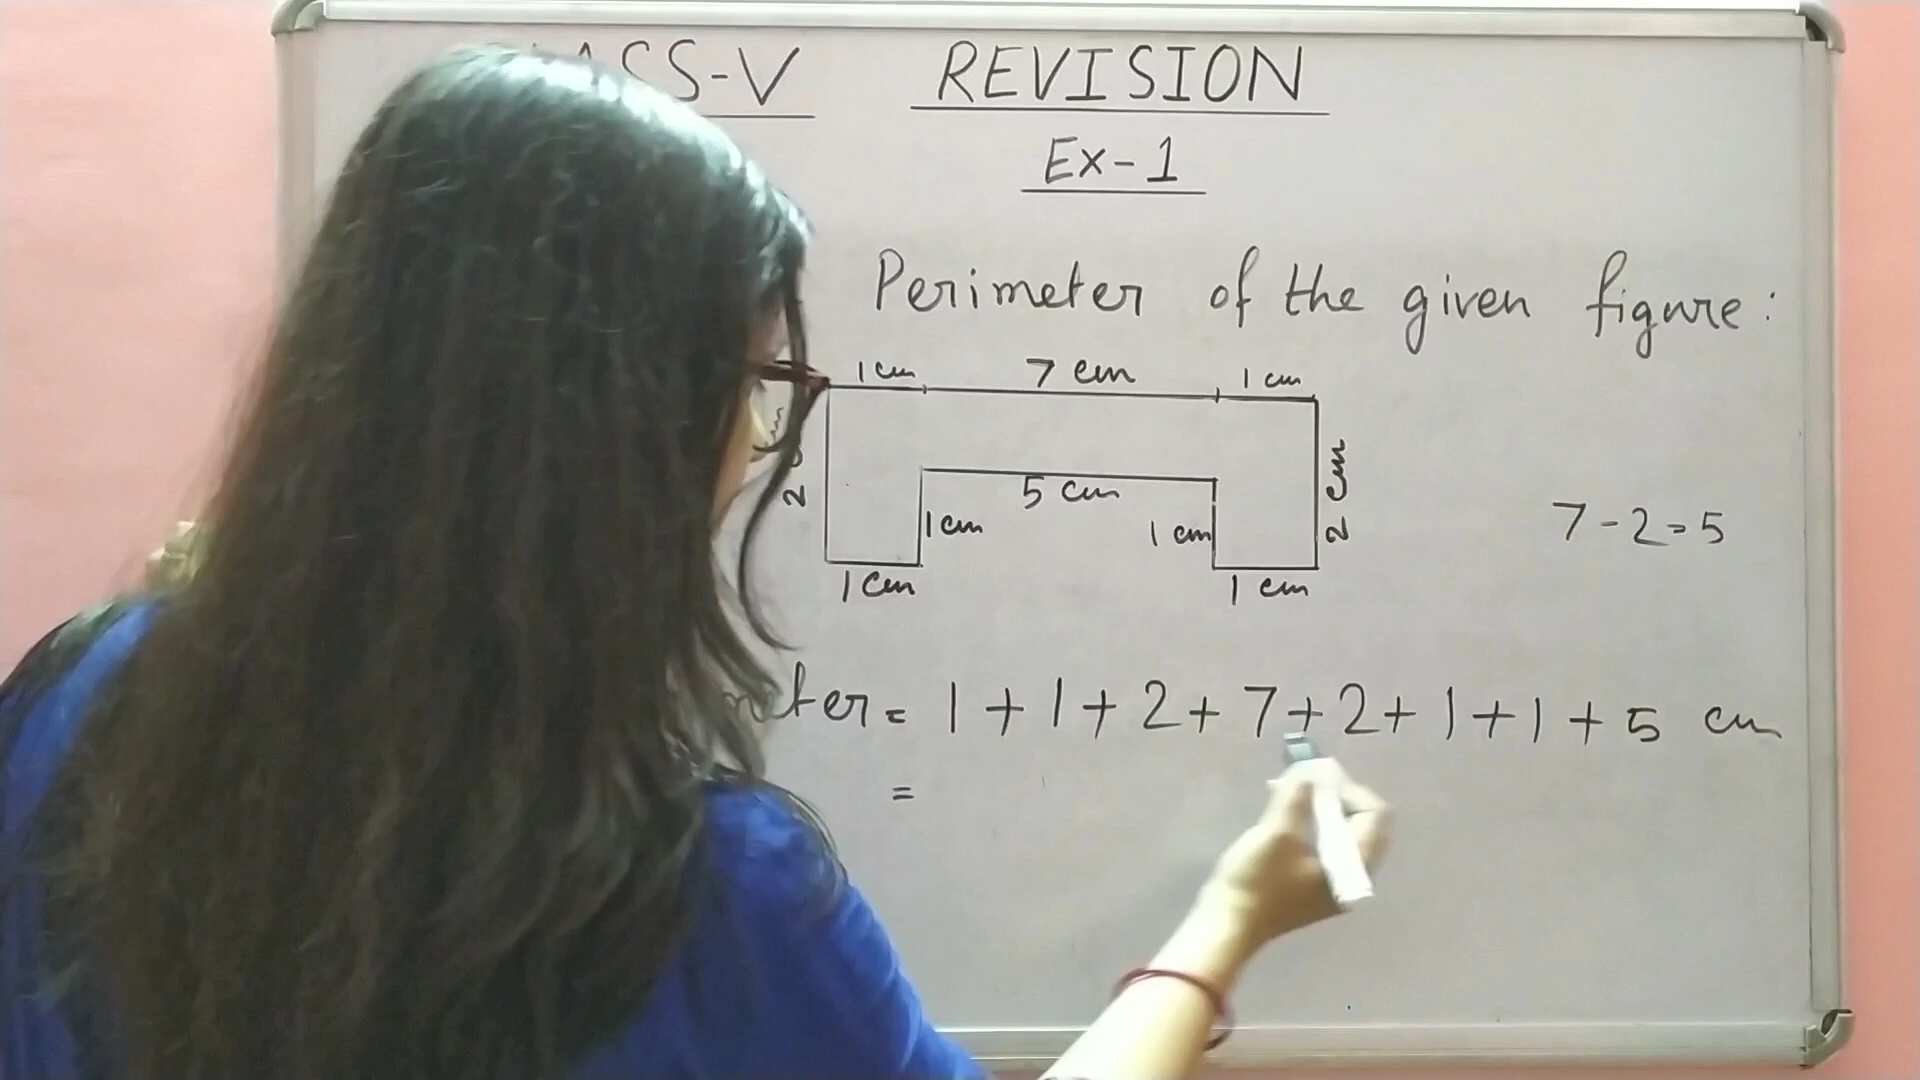 ASS-V REVISION
Ex-1
Perimeter of the given figure:
1 cm 7 cm 1 cm
2
5 cm
2 cm
1 cm 1 cm
7-2=5
1 cm 1 cm
= 1 + 1 + 2 + 7 + 2 + 1 + 1 + 5 cm
=